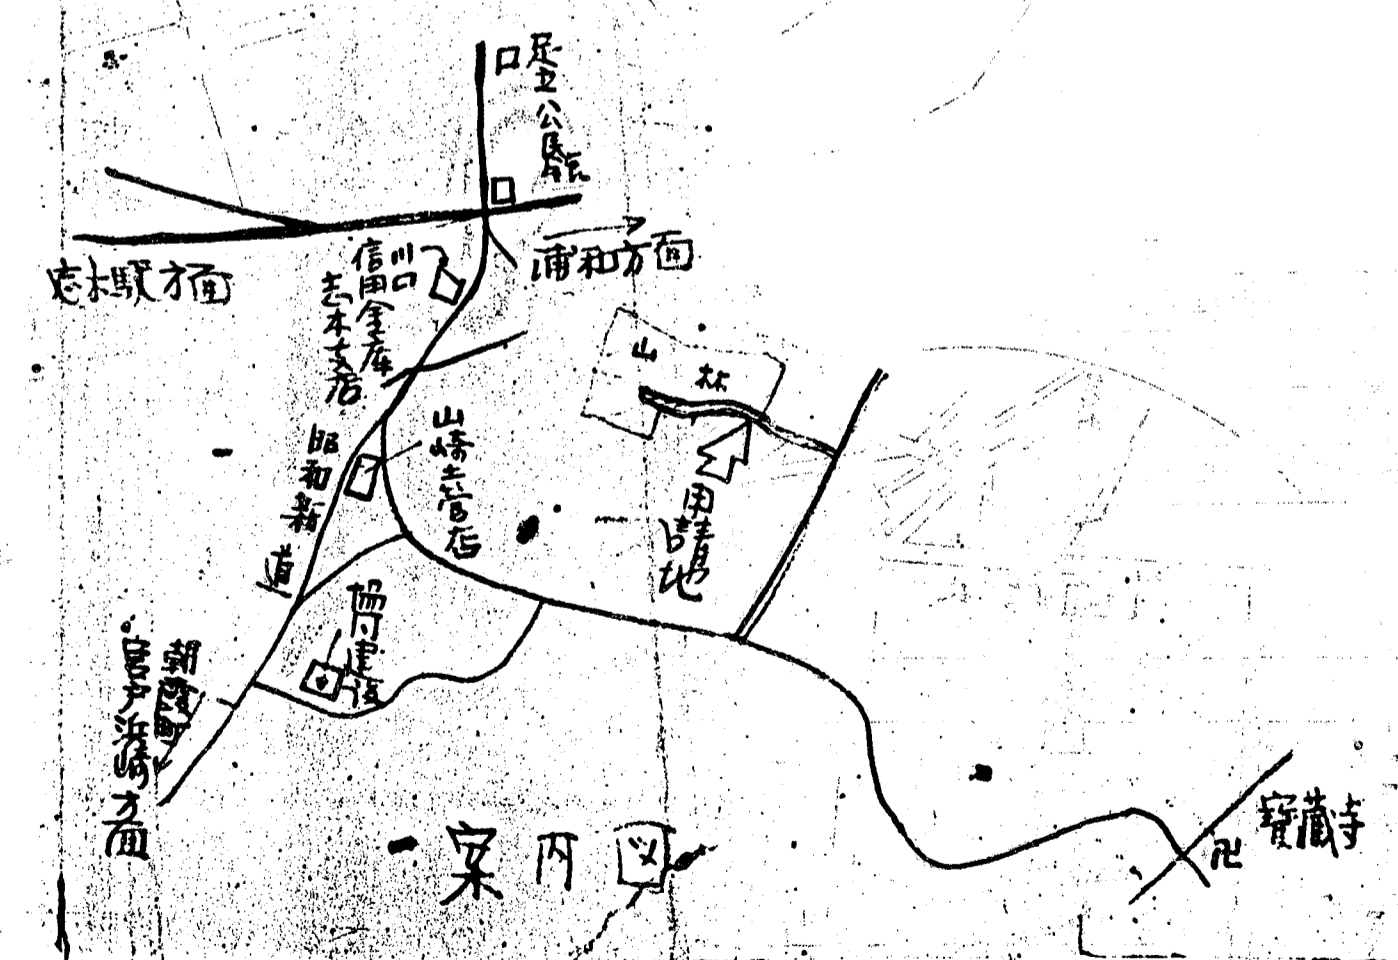 足立公民館
浦和方面
志木駅方面
川口
信用金庫
志木支店
山崎商店
昭和新道
山林
申請地
協同建設
朝霞町
宮戸浜崎方面
寳蔵寺
卍
案内図